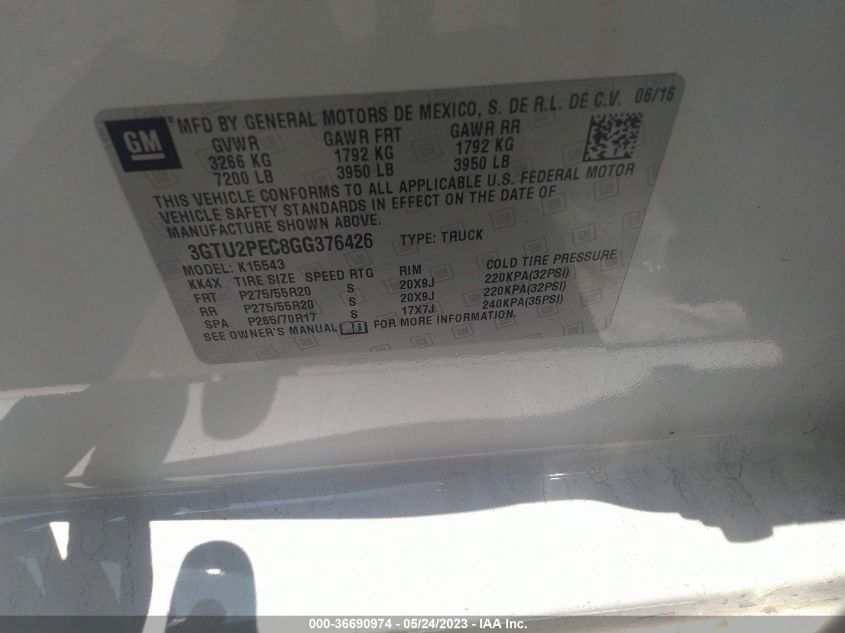 GM
MFD BY GENERAL MOTORS DE MEXICO, S. DE R.L. DE C.V. 06/16
GVWR GAWR FRT GAWR RR
3266 KG 1792 KG 1792 KG
7200 LB 3950 LB 3950 LB
THIS VEHICLE CONFORMS TO ALL APPLICABLE U.S. FEDERAL MOTOR
VEHICLE SAFETY STANDARDS IN EFFECT ON THE DATE OF
MANUFACTURE SHOWN ABOVE.
3GTU2PEC8GG376426 TYPE: TRUCK
MODEL: K15543
KK4X TIRE SIZE SPEED RTG RIM COLD TIRE PRESSURE
FRT P275/55R20 S 20X9J 220KPA(32PSI)
RR P275/55R20 S 20X9J 220KPA(32PSI)
SPA P265/70R17 S 17X7J 240KPA(35PSI)
SEE OWNER'S MANUAL FOR MORE INFORMATION.
000-36690974 - 05/24/2023 - IAA Inc.